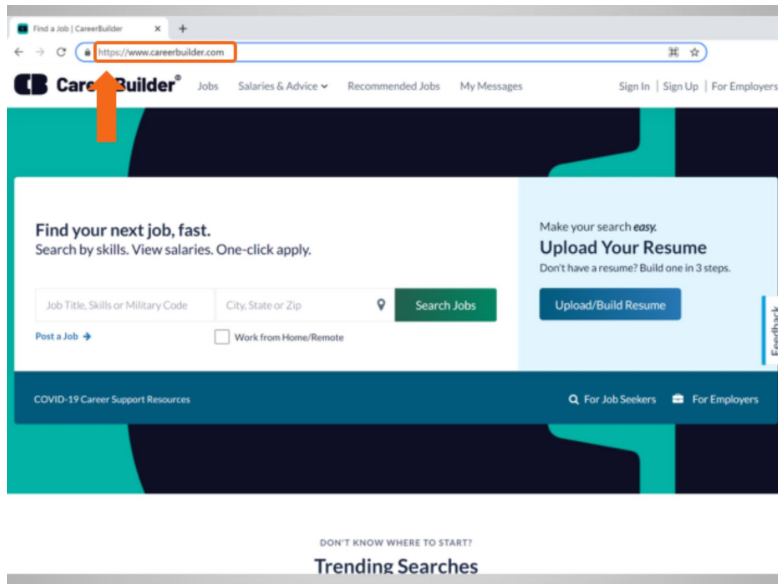 Find a Job | CareerBuilder
https://www.careerbuilder.com
CareerBuilder®
Jobs
Salaries & Advice
Recommended Jobs
My Messages
Sign In | Sign Up | For Employers
Find your next job, fast.
Search by skills. View salaries. One-click apply.
Job Title, Skills or Military Code
City, State or Zip
Search Jobs
Post a Job
Work from Home/Remote
Make your search easy.
Upload Your Resume
Don't have a resume? Build one in 3 steps.
Upload/Build Resume
Feedback
COVID-19 Career Support Resources
For Job Seekers
For Employers
DON'T KNOW WHERE TO START?
Trending Searches